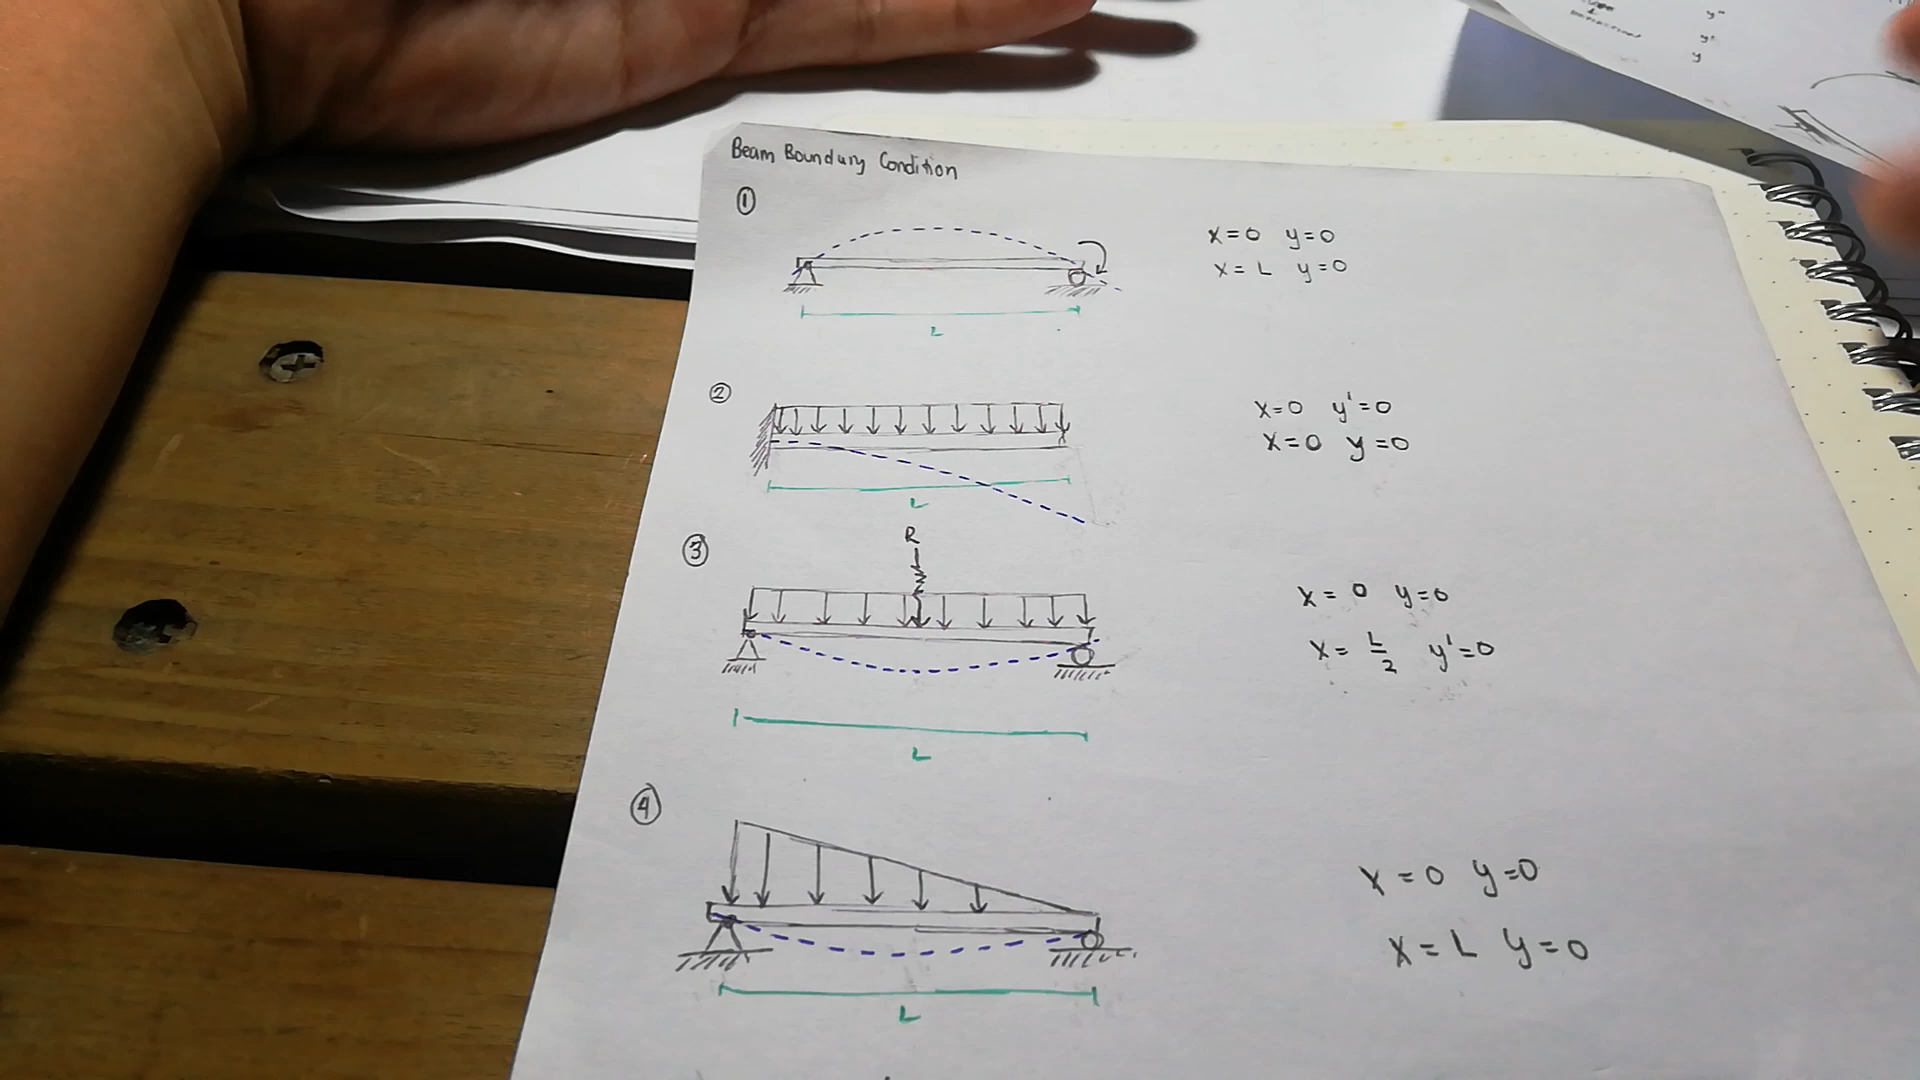 y"
y'
y
Beam Boundary Condition
①
x=0 y=0
x=L y=0
L
②
x=0 y'=0
x=0 y=0
L
R
③
x=0 y=0
x=L/2 y'=0
L
④
x=0 y=0
x=L y=0
L